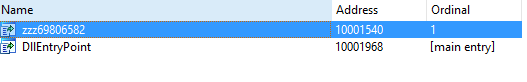 Name Address Ordinal
zzz69806582 10001540 1
DllEntryPoint 10001968 [main entry]